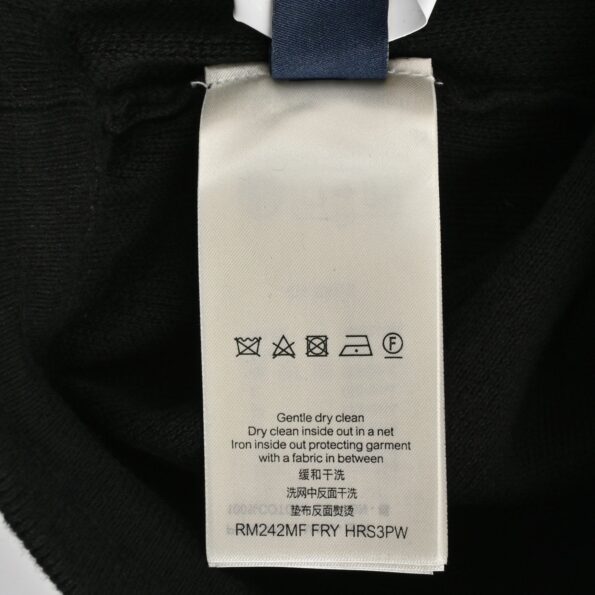 F
Gentle dry clean
Dry clean inside out in a net
Iron inside out protecting garment
with a fabric in between
缓和干洗
洗网中反面干洗
垫布反面熨烫
RM242MF FRY HRS3PW